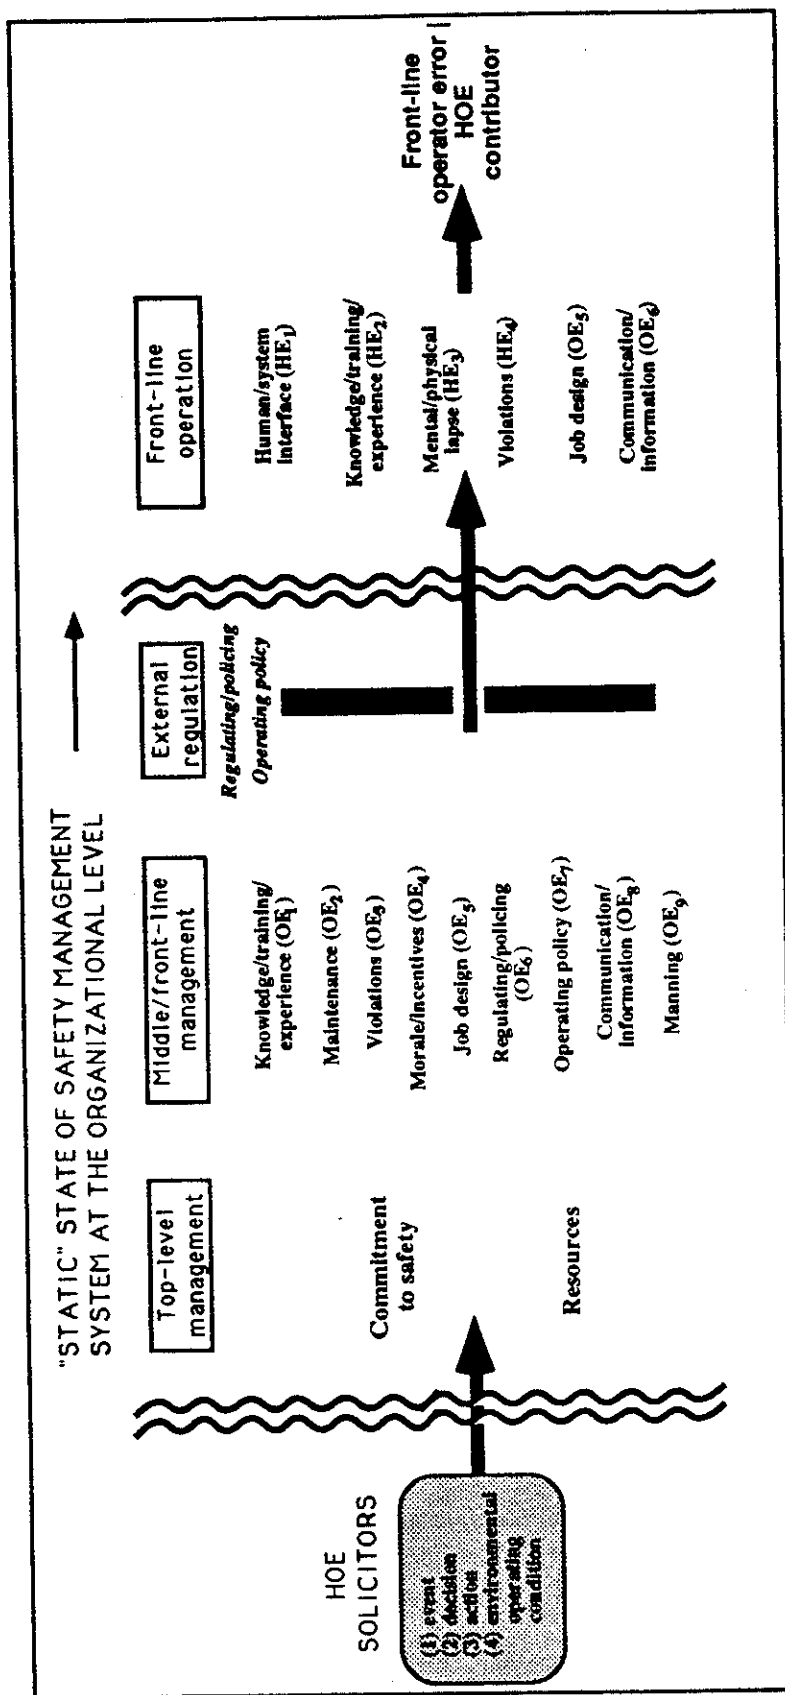 "STATIC" STATE OF SAFETY MANAGEMENT
SYSTEM AT THE ORGANIZATIONAL LEVEL
HOE
SOLICITORS
(1) event
(2) decision
(3) action
(4) environmental
operating
condition
Top-level
management
Commitment
to safety
Resources
Middle/front-line
management
Knowledge/training/
experience (OE1)
Maintenance (OE2)
Violations (OE3)
Morale/incentives (OE4)
Job design (OE5)
Regulating/policing
(OE6)
Operating policy (OE7)
Communication/
information (OE8)
Manning (OE9)
External
regulation
Regulating/policing
Operating policy
Front-line
operation
Human/system
interface (HE1)
Knowledge/training/
experience (HE2)
Mental/physical
lapse (HE3)
Violations (HE4)
Job design (OE5)
Communication/
information (OE6)
Front-line
operator error |
HOE
contributor